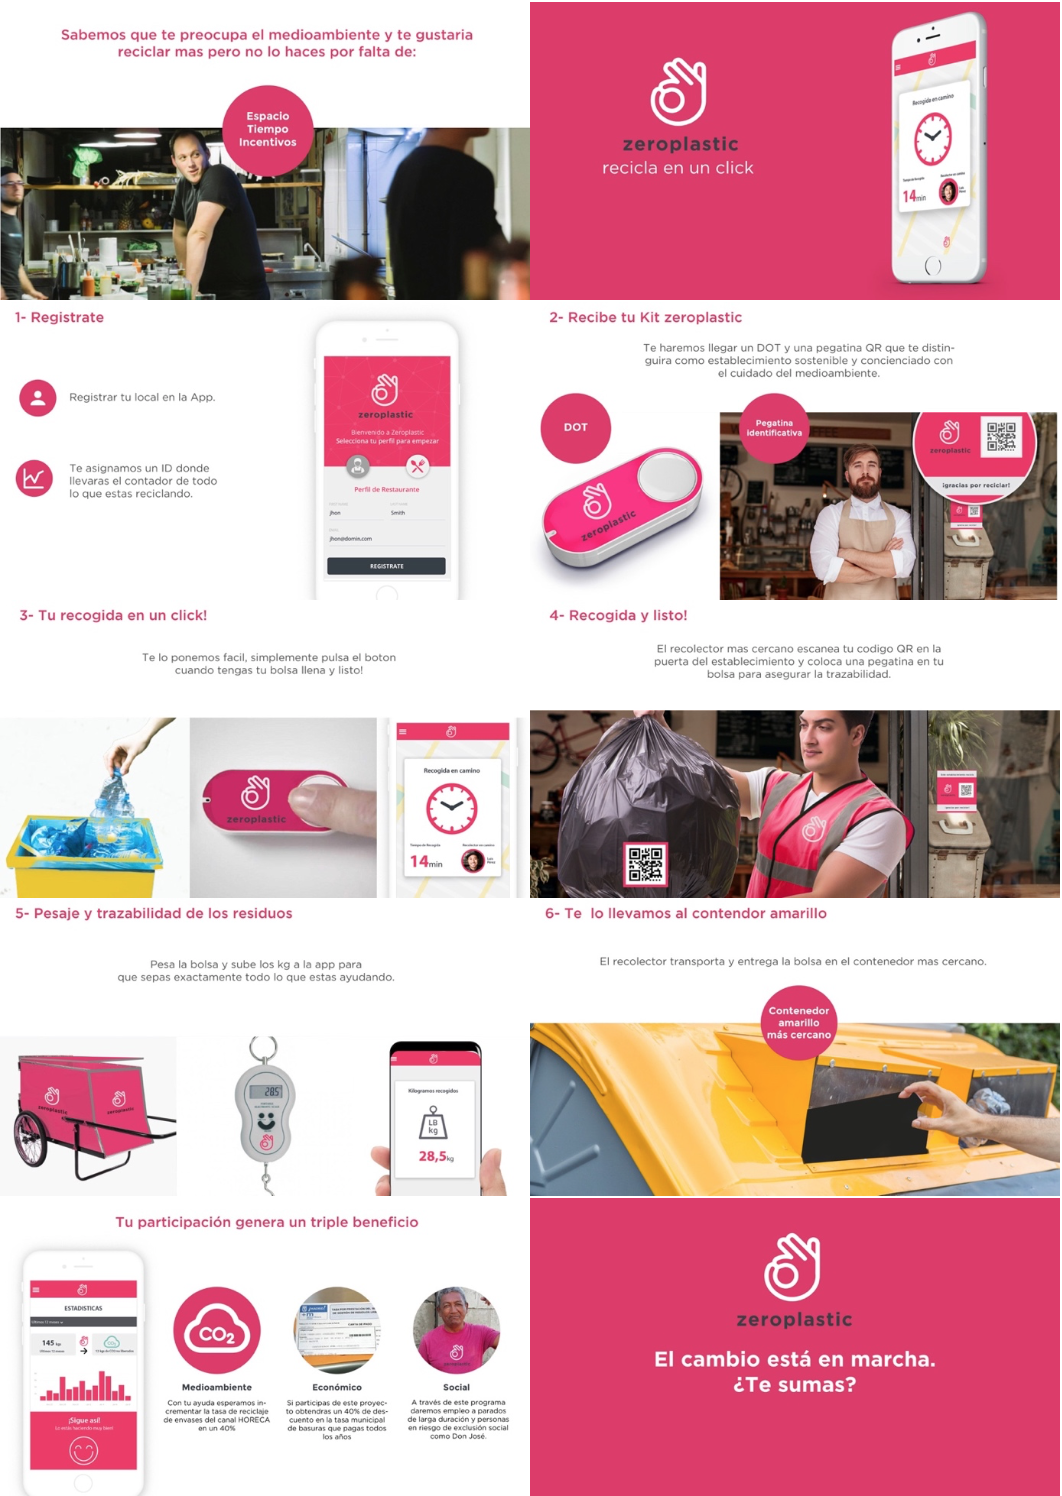 Sabemos que te preocupa el medioambiente y te gustaria
reciclar mas pero no lo haces por falta de:
Espacio
Tiempo
Incentivos
zeroplastic
recicla en un click
Recogida en camino
14min
1- Registrate
Registrar tu local en la App.
Te asignamos un ID donde
llevaras el contador de todo
lo que estas reciclando.
zeroplastic
Bienvenido a Zeroplastic
Selecciona tu perfil para empezar
Perfil de Restaurante
Jhon
Smith
jhon@domin.com
REGISTRATE
2- Recibe tu Kit zeroplastic
Te haremos llegar un DOT y una pegatina QR que te distin-
guira como establecimiento sostenible y concienciado con
el cuidado del medioambiente.
DOT
zeroplastic
Pegatina
Identificativa
zeroplastic
¡gracias por reciclar!
3- Tu recogida en un click!
Te lo ponemos facil, simplemente pulsa el boton
cuando tengas tu bolsa llena y listo!
zeroplastic
Recogida en camino
14min
4- Recogida y listo!
El recolector mas cercano escanea tu codigo QR en la
puerta del establecimiento y coloca una pegatina en tu
bolsa para asegurar la trazabilidad.
5- Pesaje y trazabilidad de los residuos
Pesa la bolsa y sube los kg a la app para
que sepas exactamente todo lo que estas ayudando.
zeroplastic
zeroplastic
285
Kilogramos recogidos
LB
kg
28,5kg
6- Te lo llevamos al contendor amarillo
El recolector transporta y entrega la bolsa en el contenedor mas cercano.
Contenedor
amarillo
más cercano
Tu participación genera un triple beneficio
ESTADISTICAS
145 kg
¡Sigue así!
CO2
Medioambiente
Con tu ayuda esperamos in-
crementar la tasa de reciclaje
de envases del canal HORECA
en un 40%
Económico
Si participas de este proyec-
to obtendras un 40% de des-
cuento en la tasa municipal
de basuras que pagas todos
los años
zeroplastic
Social
A través de este programa
daremos empleo a parados
de larga duración y personas
en riesgo de exclusión social
como Don José.
zeroplastic
El cambio está en marcha.
¿Te sumas?